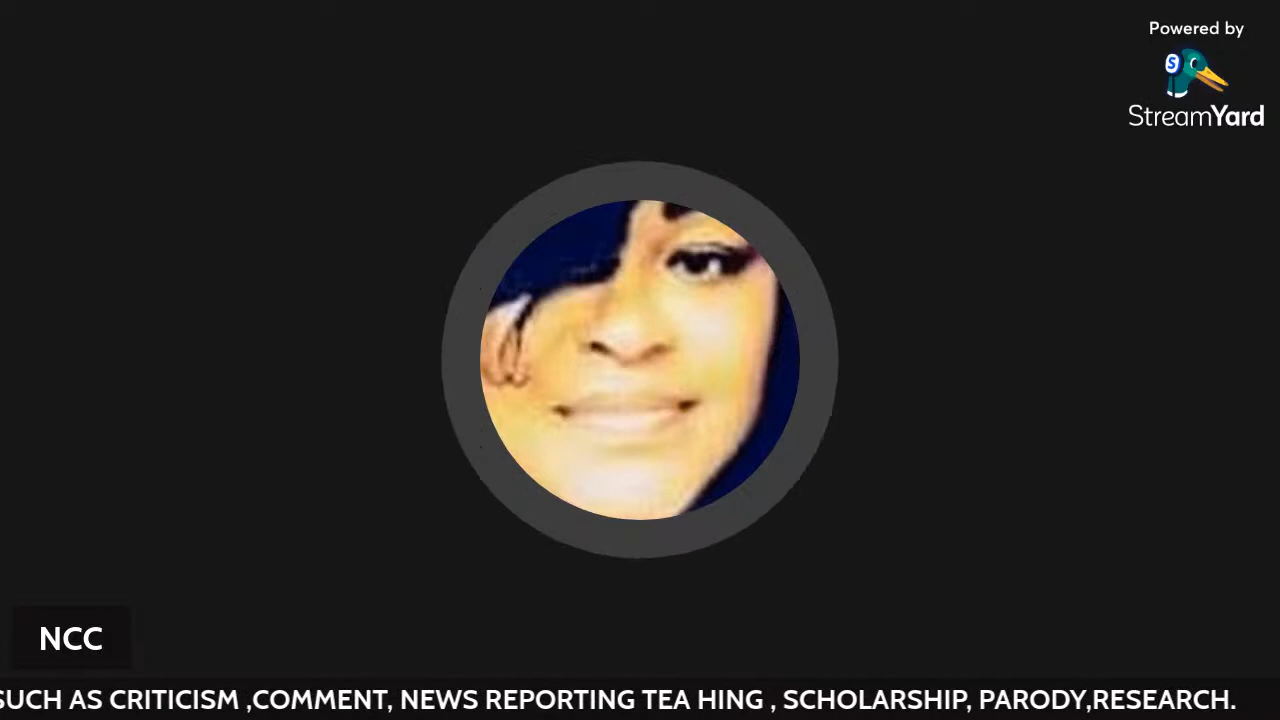 Powered by
S
StreamYard
NCC
SUCH AS CRITICISM ,COMMENT, NEWS REPORTING TEA HING , SCHOLARSHIP, PARODY,RESEARCH.